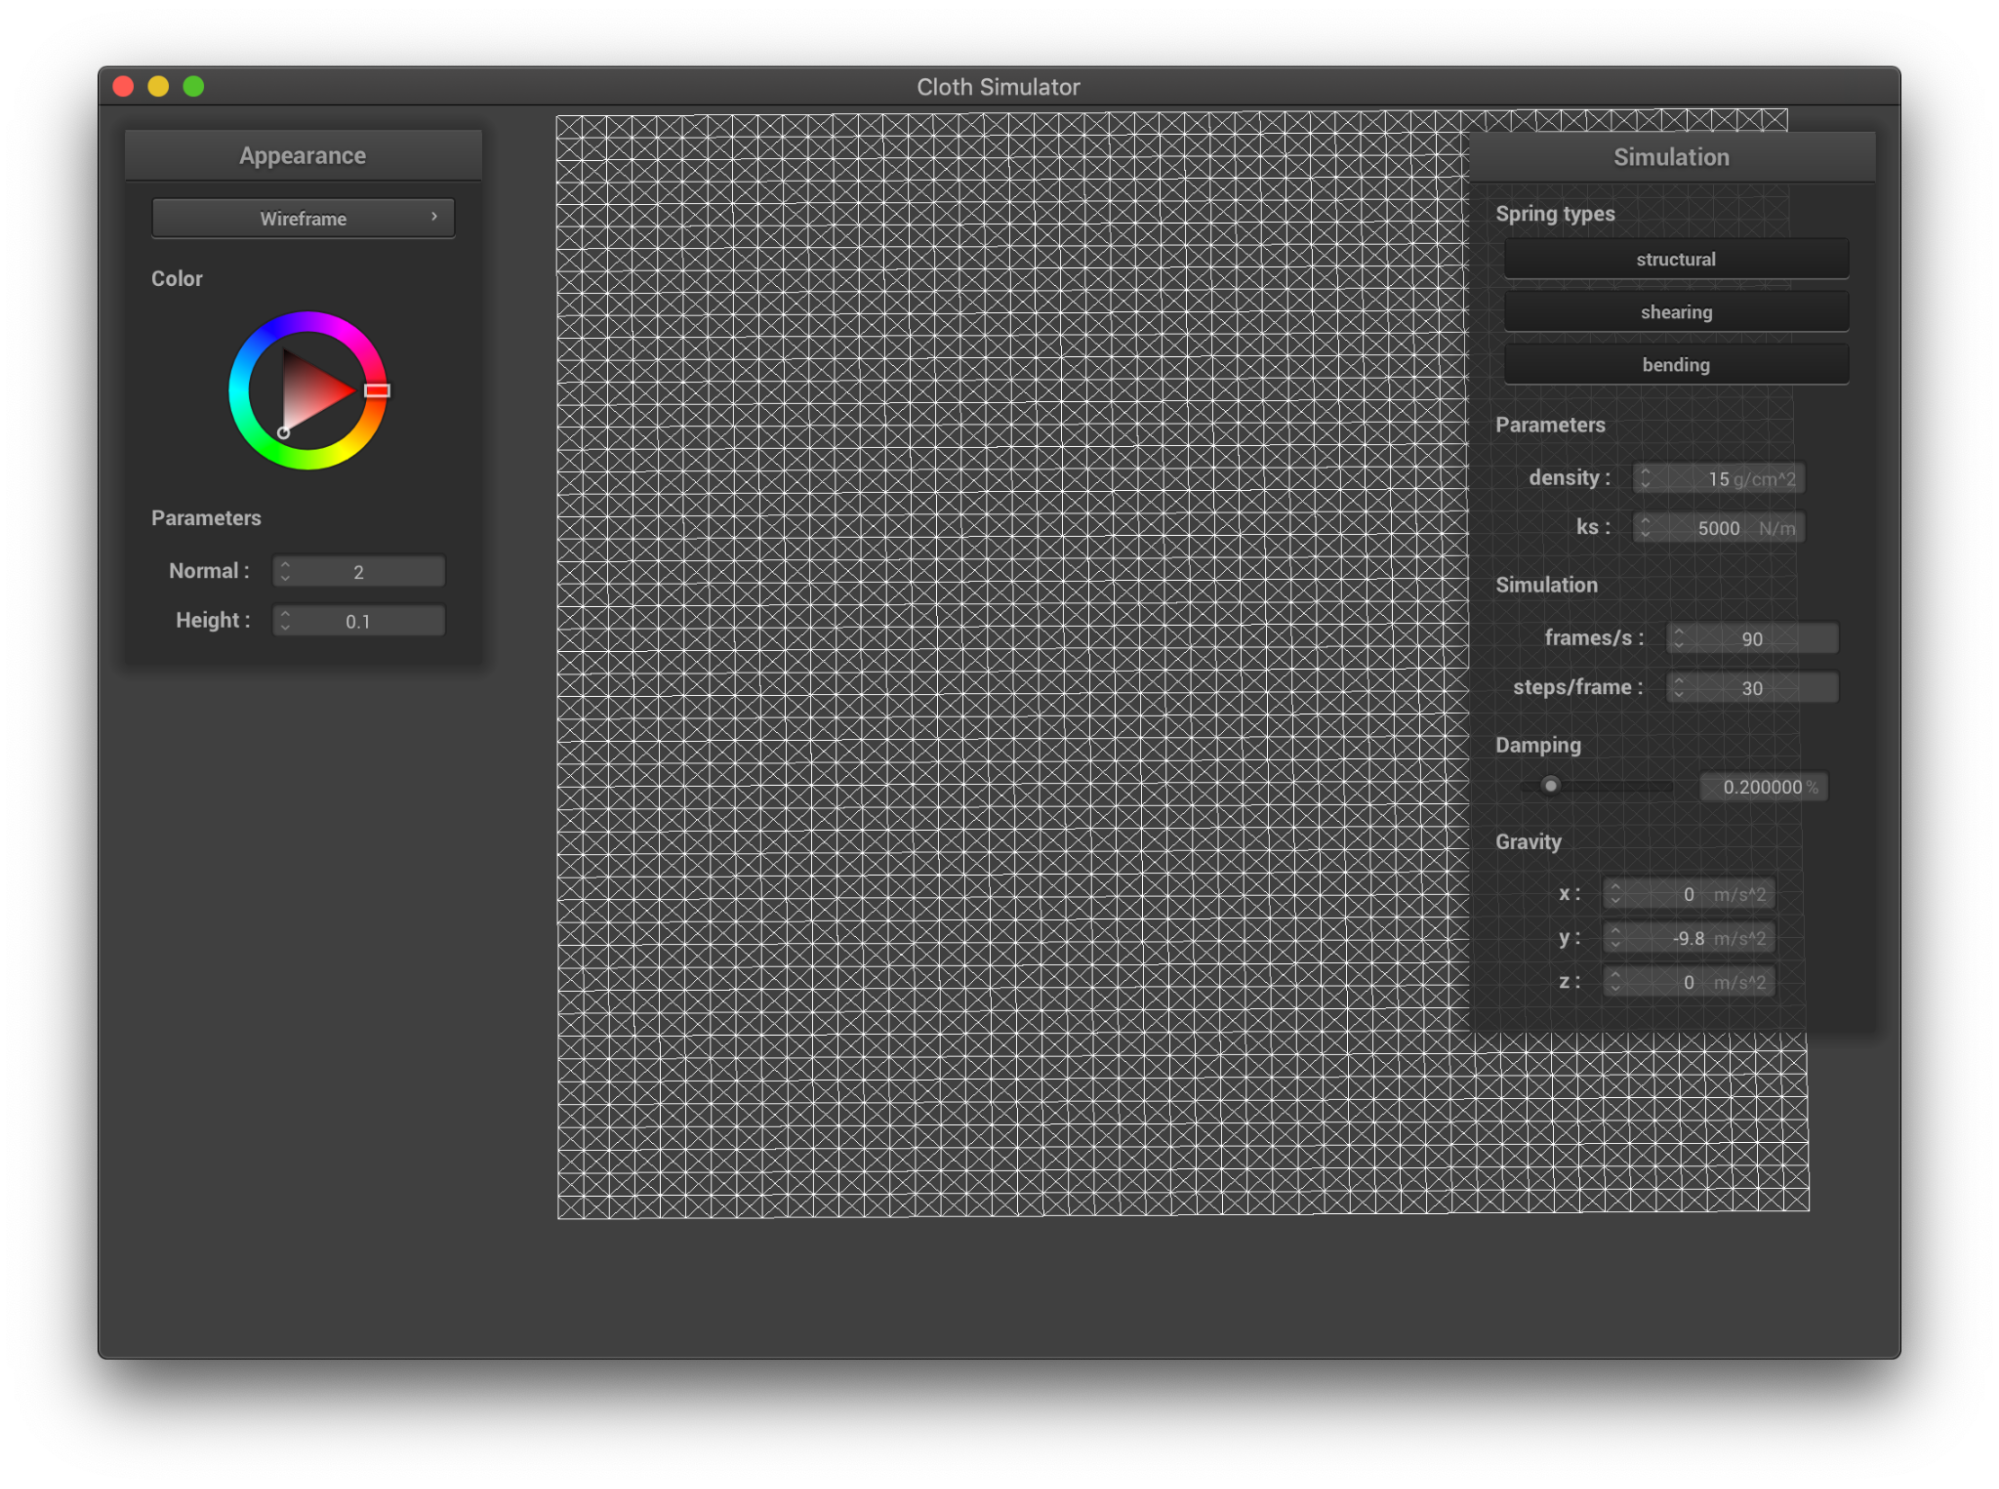 Cloth Simulator
Appearance
Wireframe
Color
Parameters
Normal : 2
Height : 0.1
Simulation
Spring types
structural
shearing
bending
Parameters
density : 15 g/cm^2
ks : 5000 N/m
Simulation
frames/s : 90
steps/frame : 30
Damping
0.200000 %
Gravity
x : 0 m/s^2
y : -9.8 m/s^2
z : 0 m/s^2